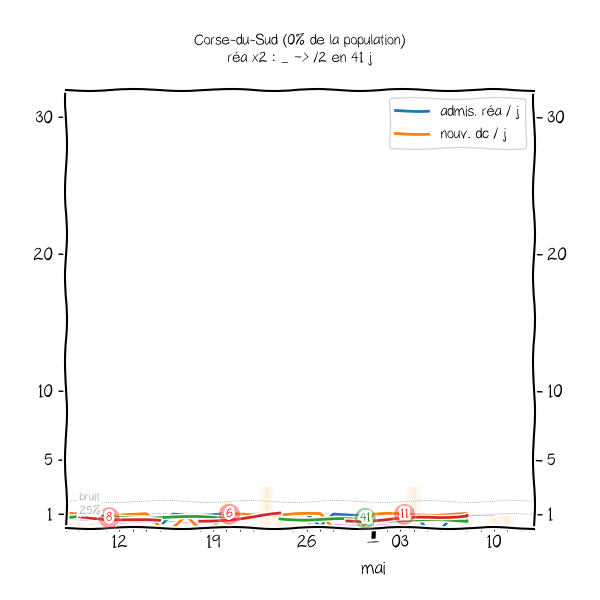 Corse-du-Sud (0% de la population)
réa x2 : _ -> /2 en 41 j
admis. réa / j
nouv. dc / j
30 30
20 20
10 10
5 5
bruit
25%
1 8 6 41 11 1
12 19 26 03 10
mai